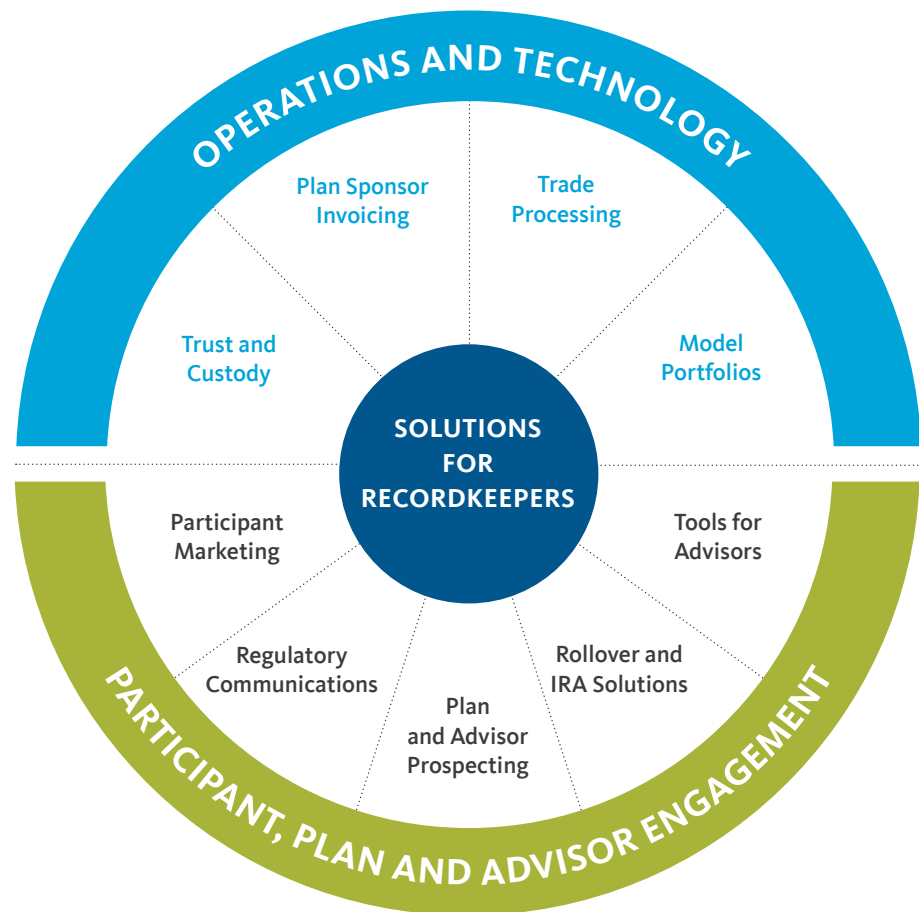 OPERATIONS AND TECHNOLOGY
Plan Sponsor
Invoicing
Trade
Processing
Trust and
Custody
Model
Portfolios
SOLUTIONS
FOR
RECORDKEEPERS
Participant
Marketing
Tools for
Advisors
Regulatory
Communications
Rollover and
IRA Solutions
Plan
and Advisor
Prospecting
PARTICIPANT, PLAN AND ADVISOR ENGAGEMENT